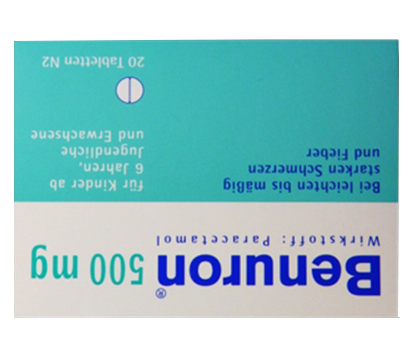 Benuron® 500 mg
Wirkstoff: Paracetamol
Bei leichten bis mäßig
starken Schmerzen
und Fieber
für Kinder ab
6 Jahren,
Jugendliche
und Erwachsene
20 Tabletten N2